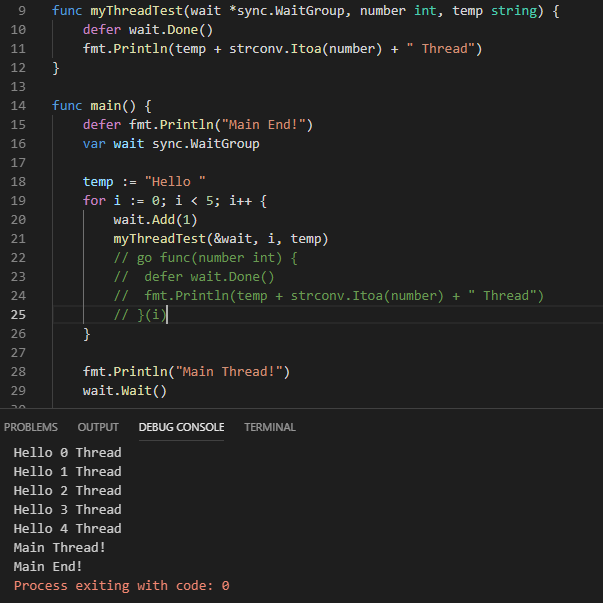 9 func myThreadTest(wait *sync.WaitGroup, number int, temp string) {
10     defer wait.Done()
11     fmt.Println(temp + strconv.Itoa(number) + " Thread")
12 }
13
14 func main() {
15     defer fmt.Println("Main End!")
16     var wait sync.WaitGroup
17
18     temp := "Hello "
19     for i := 0; i < 5; i++ {
20         wait.Add(1)
21         myThreadTest(&wait, i, temp)
22         // go func(number int) {
23         //  defer wait.Done()
24         //  fmt.Println(temp + strconv.Itoa(number) + " Thread")
25         // }(i)
26     }
27
28     fmt.Println("Main Thread!")
29     wait.Wait()
PROBLEMS OUTPUT DEBUG CONSOLE TERMINAL
Hello 0 Thread
Hello 1 Thread
Hello 2 Thread
Hello 3 Thread
Hello 4 Thread
Main Thread!
Main End!
Process exiting with code: 0